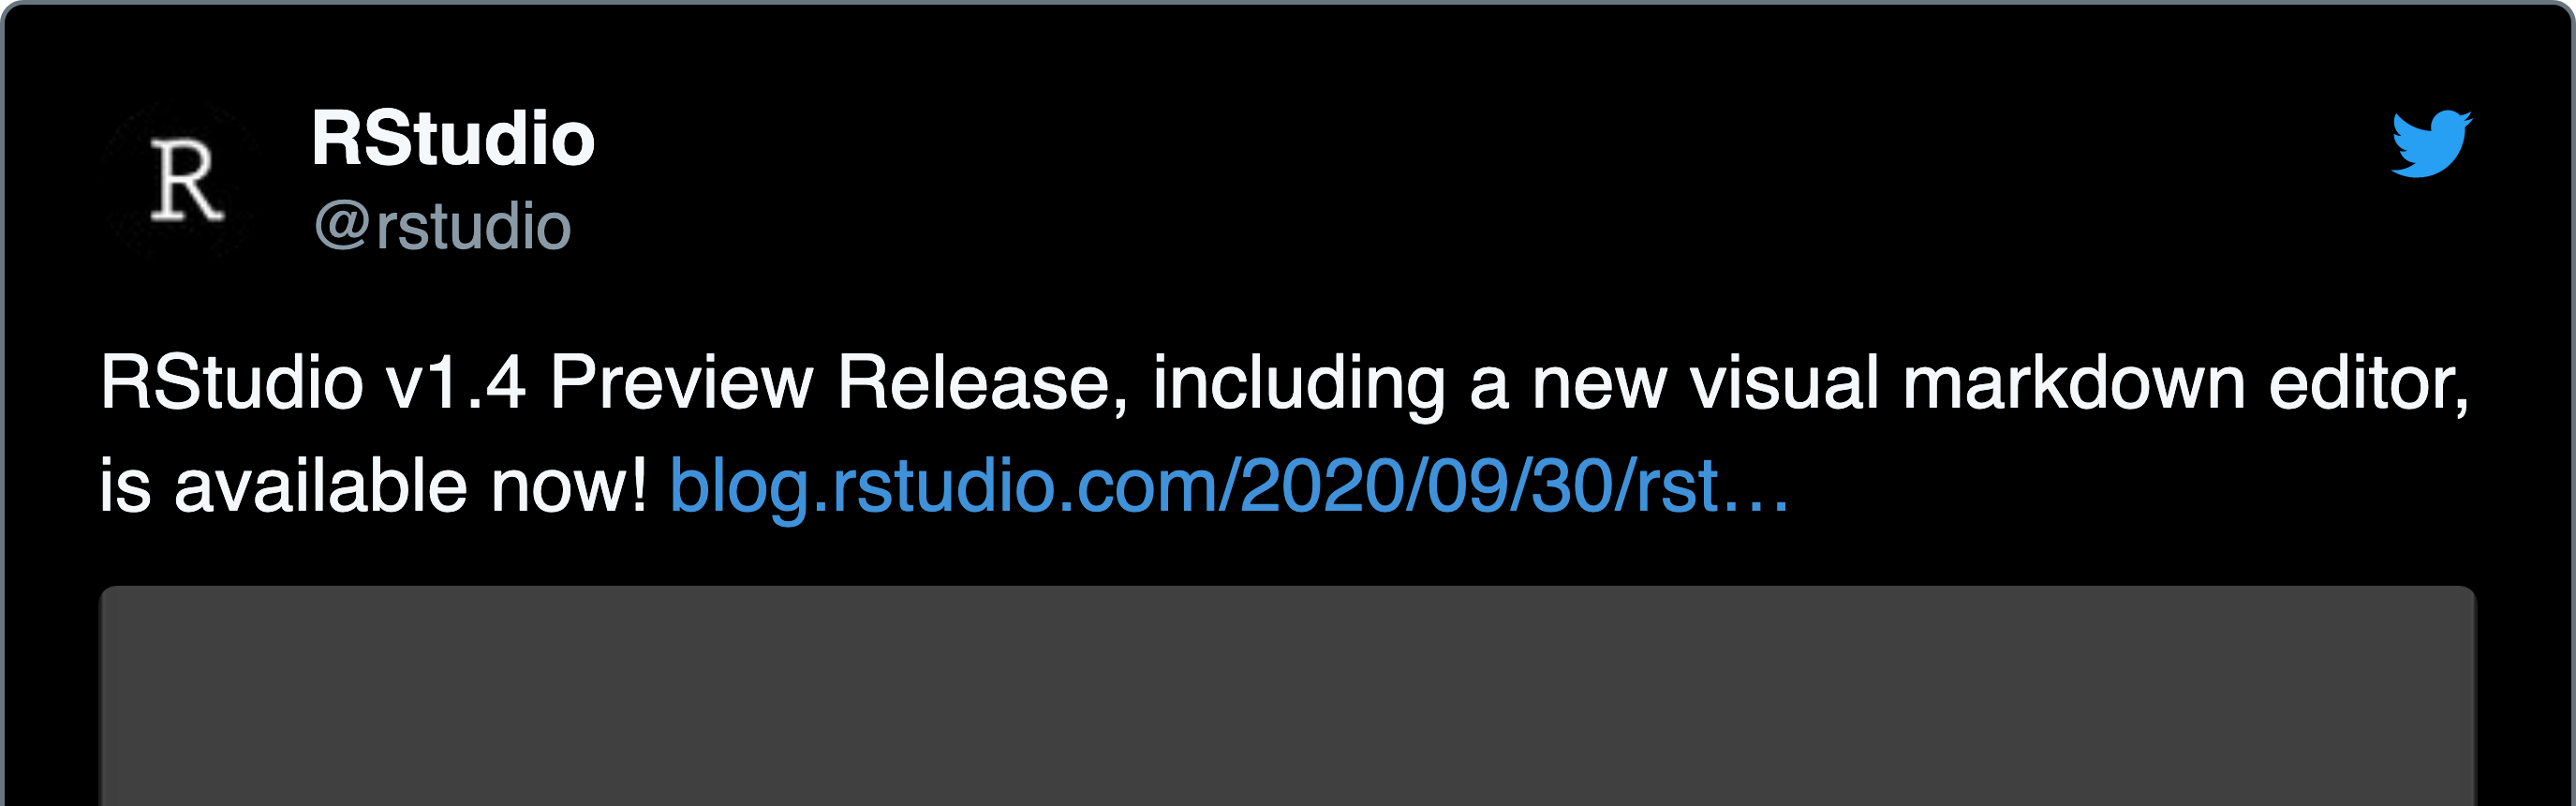 R
RStudio
@rstudio
RStudio v1.4 Preview Release, including a new visual markdown editor,
is available now! blog.rstudio.com/2020/09/30/rst…